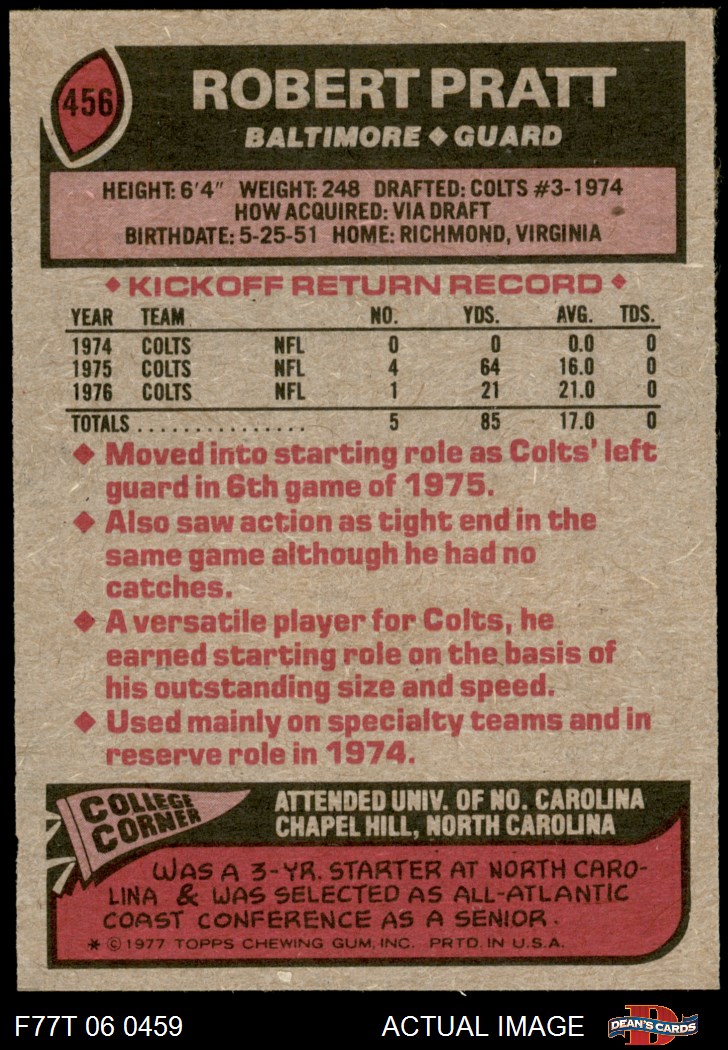 456
ROBERT PRATT
BALTIMORE ◆ GUARD
HEIGHT: 6'4" WEIGHT: 248 DRAFTED: COLTS #3-1974
HOW ACQUIRED: VIA DRAFT
BIRTHDATE: 5-25-51 HOME: RICHMOND, VIRGINIA
◆ KICKOFF RETURN RECORD ◆
YEAR TEAM NO. YDS. AVG. TDS.
1974 COLTS NFL 0 0 0.0 0
1975 COLTS NFL 4 64 16.0 0
1976 COLTS NFL 1 21 21.0 0
TOTALS ............... 5 85 17.0 0
◆ Moved into starting role as Colts' left
guard in 6th game of 1975.
◆ Also saw action as tight end in the
same game although he had no
catches.
◆ A versatile player for Colts, he
earned starting role on the basis of
his outstanding size and speed.
◆ Used mainly on specialty teams and in
reserve role in 1974.
COLLEGE
CORNER
ATTENDED UNIV. OF NO. CAROLINA
CHAPEL HILL, NORTH CAROLINA
WAS A 3-YR. STARTER AT NORTH CARO-
LINA & WAS SELECTED AS ALL-ATLANTIC
COAST CONFERENCE AS A SENIOR.
* © 1977 TOPPS CHEWING GUM, INC. PRTD. IN U.S.A.
F77T 06 0459 ACTUAL IMAGE
DEAN'S CARDS